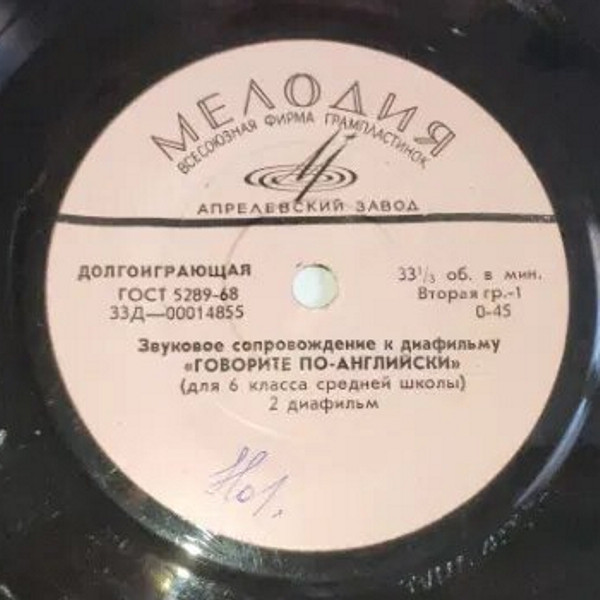 МЕЛОДИЯ
ВСЕСОЮЗНАЯ ФИРМА ГРАМПЛАСТИНОК
АПРЕЛЕВСКИЙ ЗАВОД
ДОЛГОИГРАЮЩАЯ
ГОСТ 5289-68
33Д—00014855
33⅓ об. в мин.
Вторая гр.-1
0-45
Звуковое сопровождение к диафильму
«ГОВОРИТЕ ПО-АНГЛИЙСКИ»
(для 6 класса средней школы)
2 диафильм